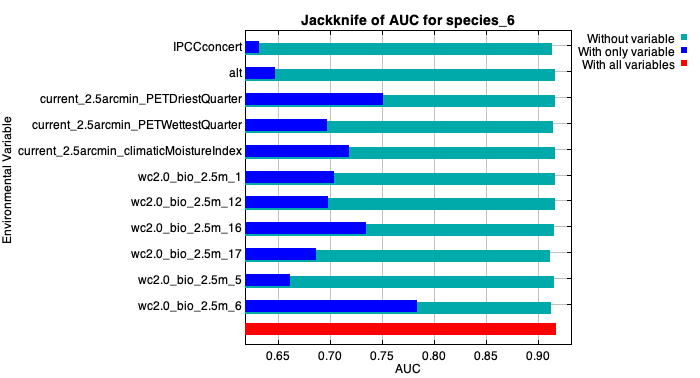 Jackknife of AUC for species_6
Without variable
With only variable
With all variables
Environmental Variable
IPCCconcert
alt
current_2.5arcmin_PETDriestQuarter
current_2.5arcmin_PETWettestQuarter
current_2.5arcmin_climaticMoistureIndex
wc2.0_bio_2.5m_1
wc2.0_bio_2.5m_12
wc2.0_bio_2.5m_16
wc2.0_bio_2.5m_17
wc2.0_bio_2.5m_5
wc2.0_bio_2.5m_6
0.65 0.70 0.75 0.80 0.85 0.90
AUC